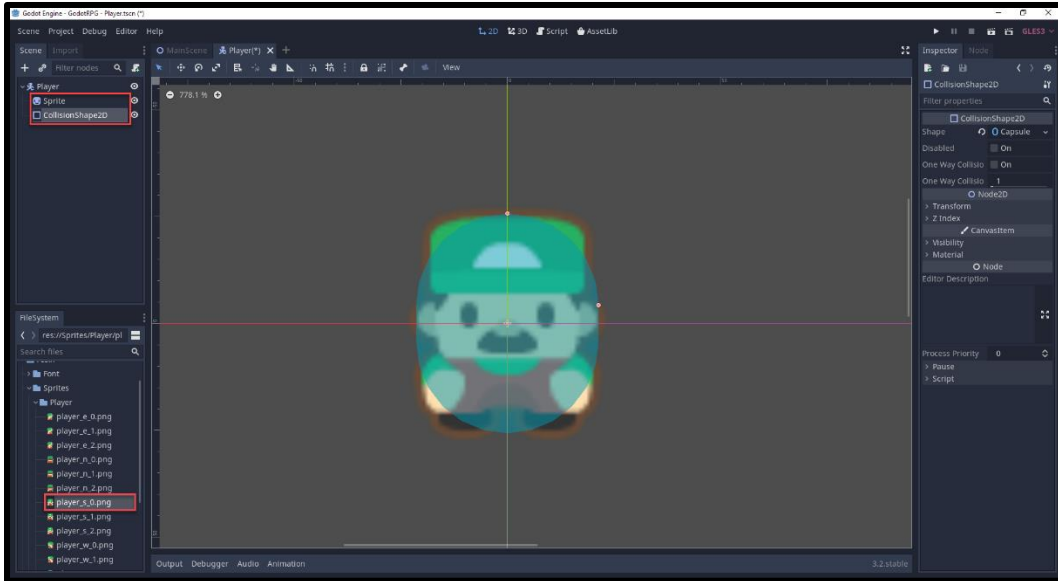 Godot Engine - GodotRPG - Player.tscn (*)
Scene Project Debug Editor Help
2D 3D Script AssetLib
GLES3
Scene Import
MainScene Player(*)
Inspector Node
Filter nodes
View
Player
Sprite
CollisionShape2D
778.1 %
CollisionShape2D
Filter properties
CollisionShape2D
Shape Capsule
Disabled On
One Way Collisio On
One Way Collisio 1
Node2D
Transform
Z Index
CanvasItem
Visibility
Material
Node
Editor Description
Process Priority 0
Pause
Script
FileSystem
res://Sprites/Player/pl
Search files
Font
Sprites
Player
player_e_0.png
player_e_1.png
player_e_2.png
player_n_0.png
player_n_1.png
player_n_2.png
player_s_0.png
player_s_1.png
player_s_2.png
player_w_0.png
player_w_1.png
Output Debugger Audio Animation
3.2.stable